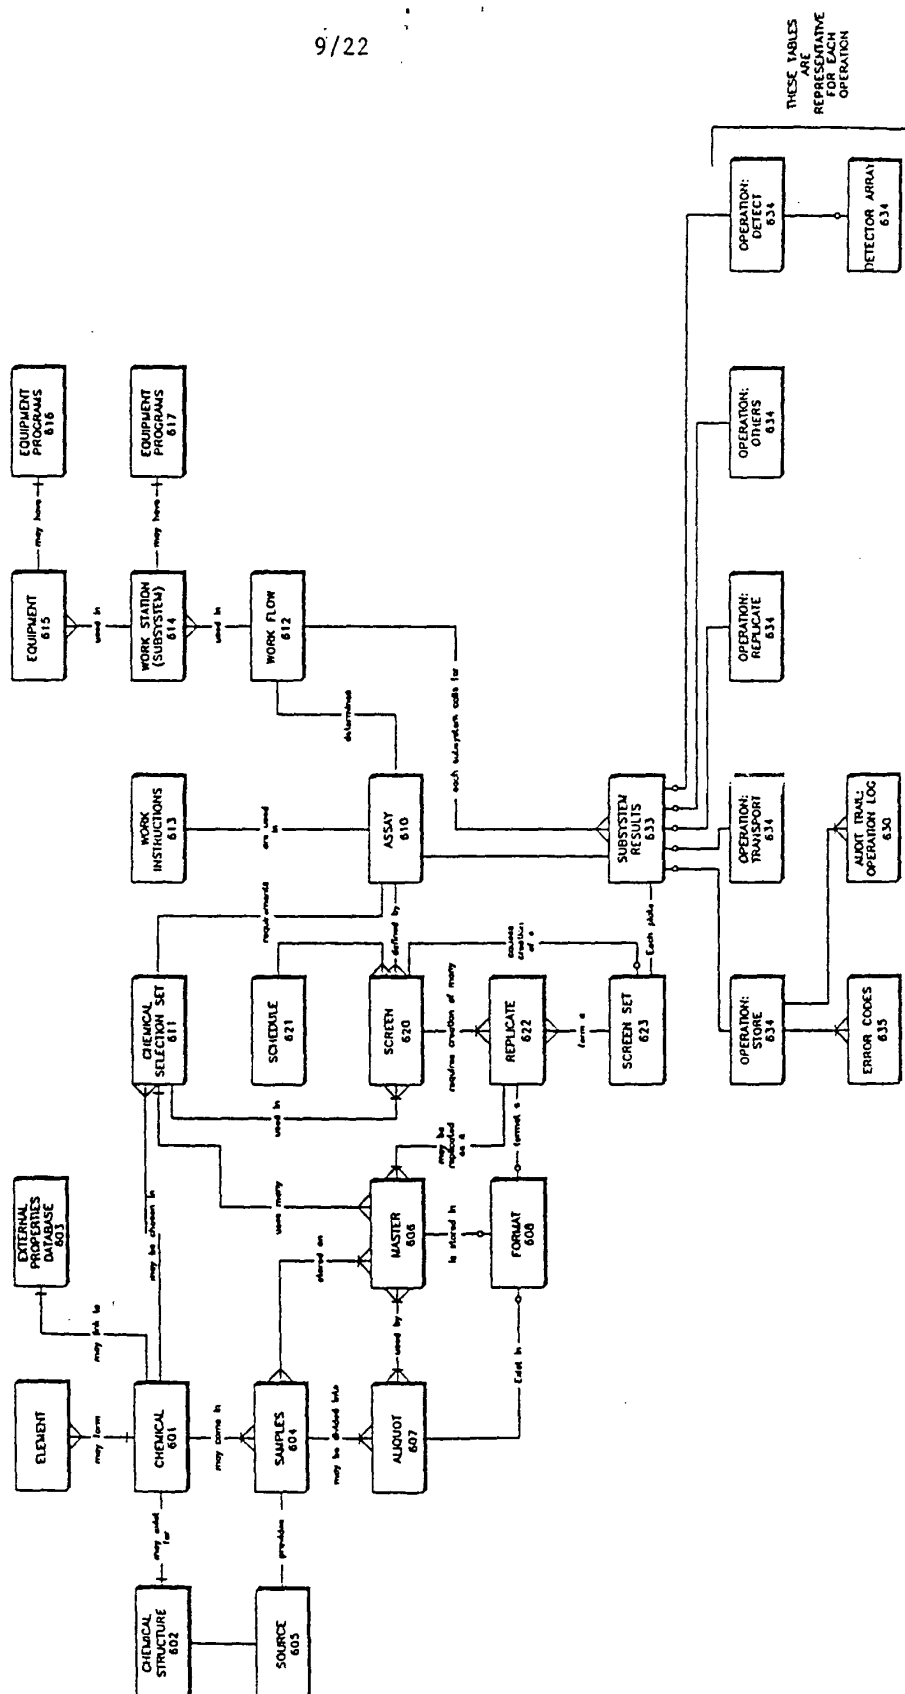 9/22
THESE TABLES
ARE
REPRESENTATIVE
FOR EACH
OPERATION
EQUIPMENT
PROGRAMS
616
EQUIPMENT
PROGRAMS
617
may have
may have
EQUIPMENT
615
used in
WORK STATION
(SUBSYSTEM)
614
used in
WORK FLOW
612
determines
each subsystem calls for
WORK
INSTRUCTIONS
613
are used
in
ASSAY
610
requirements
defined by
CHEMICAL
SELECTION SET
611
SCHEDULE
621
SCREEN
620
requires creation of many
causes
creation
of a
REPLICATE
622
form a
SCREEN SET
623
Each plate
SUBSYSTEM
RESULTS
633
OPERATION:
DETECT
634
DETECTOR ARRAY
634
OPERATION:
OTHERS
634
OPERATION:
REPLICATE
634
OPERATION:
TRANSPORT
634
OPERATION:
STORE
634
AUDIT TRAIL:
OPERATION LOG
630
ERROR CODES
635
EXTERNAL
PROPERTIES
DATABASE
603
may link to
may be chosen in
used in
uses many
stored on
MASTER
606
may be
replicated
as a
is stored in
format a
FORMAT
608
ELEMENT
may form
CHEMICAL
601
may come in
SAMPLES
604
may be divided into
ALIQUOT
607
used by
Exist in
may exist
for
provides
CHEMICAL
STRUCTURE
602
SOURCE
605